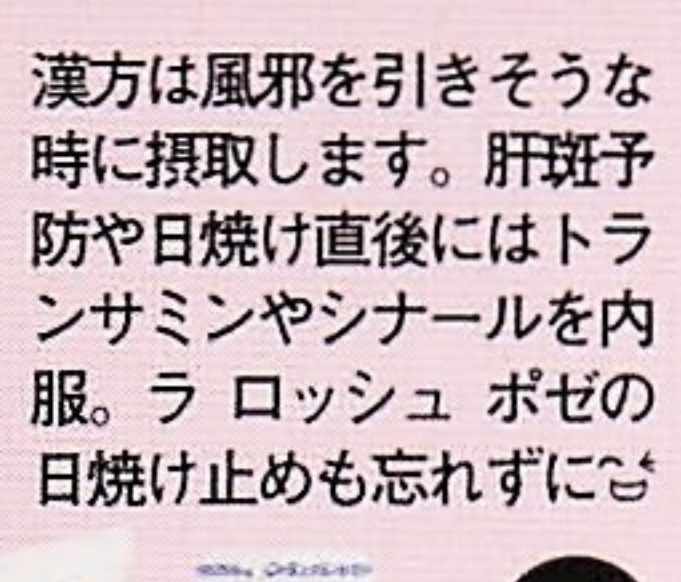 漢方は風邪を引きそうな
時に摂取します。肝斑予
防や日焼け直後にはトラ
ンサミンやシナールを内
服。ラ ロッシュ ポゼの
日焼け止めも忘れずに